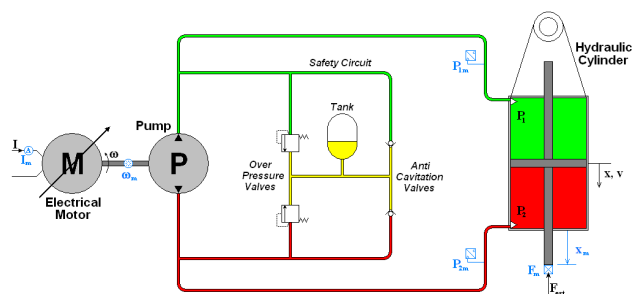 Hydraulic
Cylinder
Safety Circuit
P1m
Tank
Pump
P1
I
A
Im
M
ω
ωm
P
Over
Pressure
Valves
Anti
Cavitation
Valves
x, v
Electrical
Motor
P2
P2m
xm
Fm
Fext